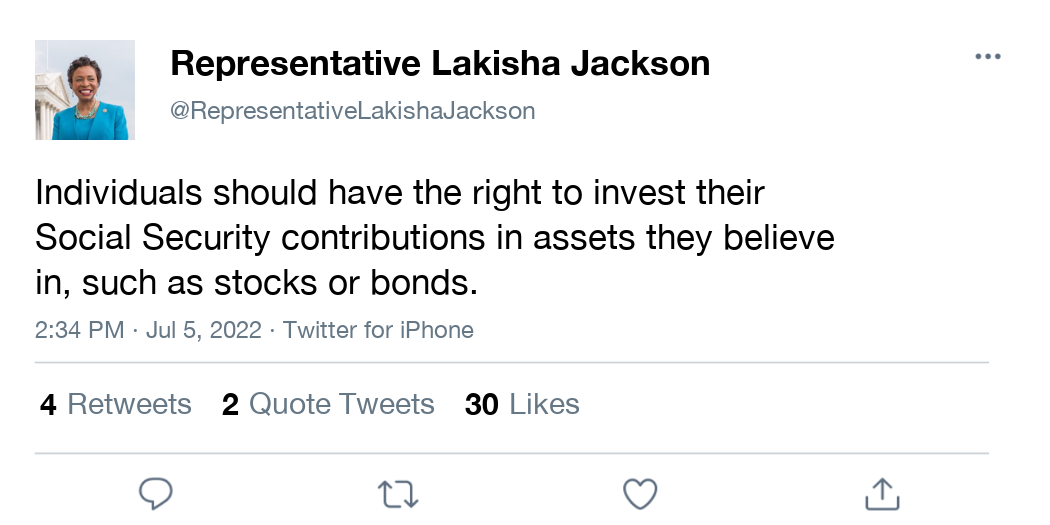 Representative Lakisha Jackson
@RepresentativeLakishaJackson
Individuals should have the right to invest their
Social Security contributions in assets they believe
in, such as stocks or bonds.
2:34 PM · Jul 5, 2022 · Twitter for iPhone
4 Retweets 2 Quote Tweets 30 Likes